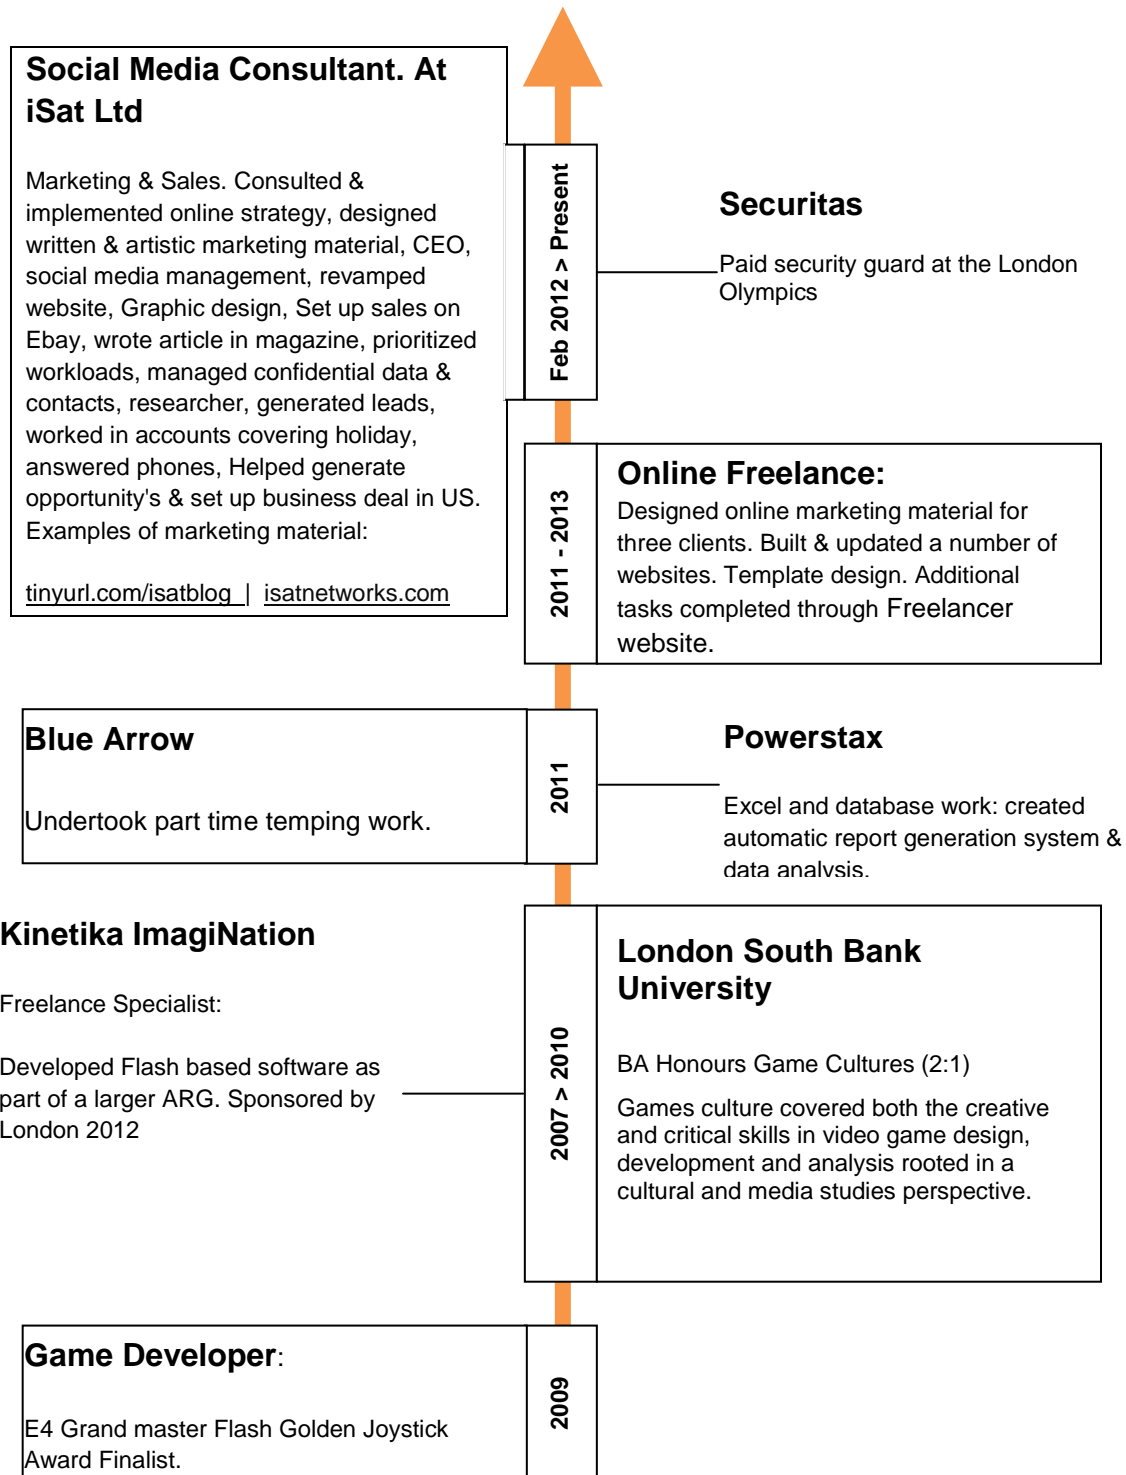 Social Media Consultant. At
iSat Ltd
Marketing & Sales. Consulted &
implemented online strategy, designed
written & artistic marketing material, CEO,
social media management, revamped
website, Graphic design, Set up sales on
Ebay, wrote article in magazine, prioritized
workloads, managed confidential data &
contacts, researcher, generated leads,
worked in accounts covering holiday,
answered phones, Helped generate
opportunity's & set up business deal in US.
Examples of marketing material:
tinyurl.com/isatblog | isatnetworks.com
Feb 2012 > Present
Securitas
Paid security guard at the London
Olympics
2011 - 2013
Online Freelance:
Designed online marketing material for
three clients. Built & updated a number of
websites. Template design. Additional
tasks completed through Freelancer
website.
Blue Arrow
Undertook part time temping work.
2011
Powerstax
Excel and database work: created
automatic report generation system &
data analysis.
Kinetika ImagiNation
Freelance Specialist:
Developed Flash based software as
part of a larger ARG. Sponsored by
London 2012
2007 > 2010
London South Bank
University
BA Honours Game Cultures (2:1)
Games culture covered both the creative
and critical skills in video game design,
development and analysis rooted in a
cultural and media studies perspective.
Game Developer:
E4 Grand master Flash Golden Joystick
Award Finalist.
2009